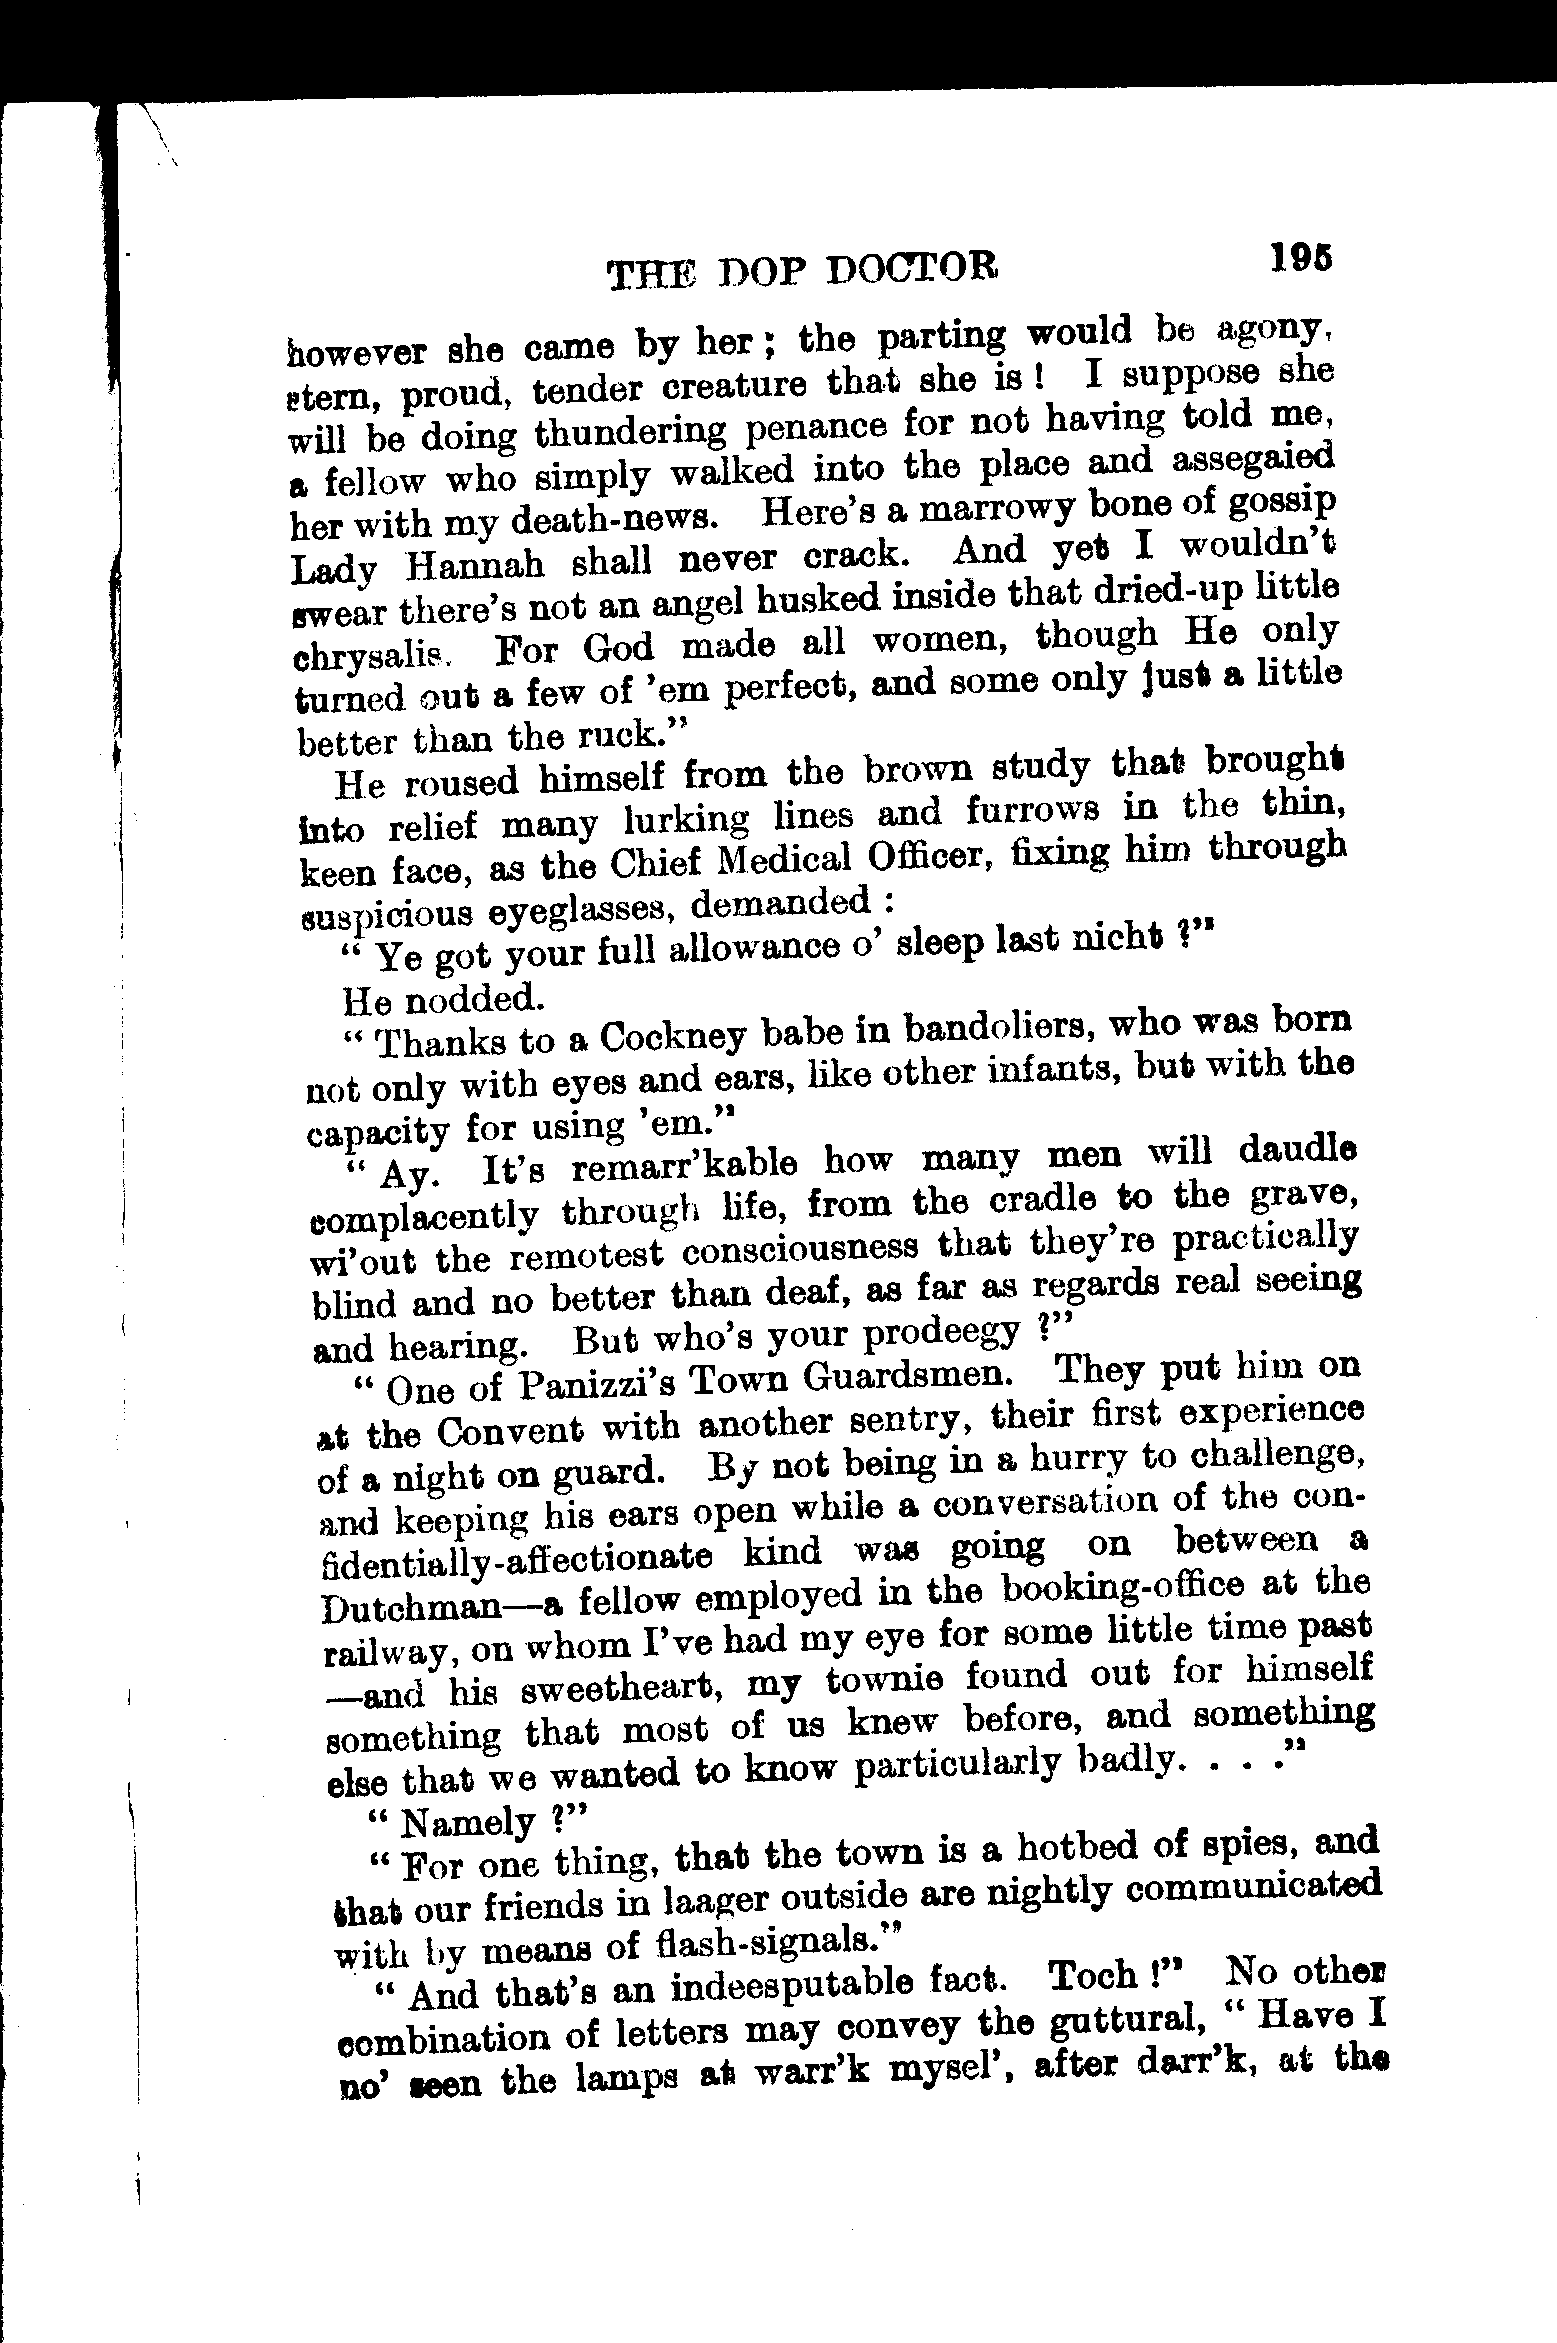 THE DOP DOCTOR 195
however she came by her; the parting would be agony,
stern, proud, tender creature that she is! I suppose she
will be doing thundering penance for not having told me,
a fellow who simply walked into the place and assegaied
her with my death-news. Here's a marrowy bone of gossip
Lady Hannah shall never crack. And yet I wouldn't
swear there's not an angel husked inside that dried-up little
chrysalis. For God made all women, though He only
turned out a few of 'em perfect, and some only just a little
better than the ruck."
He roused himself from the brown study that brought
into relief many lurking lines and furrows in the thin,
keen face, as the Chief Medical Officer, fixing him through
suspicious eyeglasses, demanded:
"Ye got your full allowance o' sleep last nicht?"
He nodded.
"Thanks to a Cockney babe in bandoliers, who was born
not only with eyes and ears, like other infants, but with the
capacity for using 'em."
"Ay. It's remarr'kable how many men will daudle
complacently through life, from the cradle to the grave,
wi'out the remotest consciousness that they're practically
blind and no better than deaf, as far as regards real seeing
and hearing. But who's your prodeegy?"
"One of Panizzi's Town Guardsmen. They put him on
at the Convent with another sentry, their first experience
of a night on guard. By not being in a hurry to challenge,
and keeping his ears open while a conversation of the con-
fidentially-affectionate kind was going on between a
Dutchman—a fellow employed in the booking-office at the
railway, on whom I've had my eye for some little time past
—and his sweetheart, my townie found out for himself
something that most of us knew before, and something
else that we wanted to know particularly badly. . . ."
"Namely?"
"For one thing, that the town is a hotbed of spies, and
that our friends in laager outside are nightly communicated
with by means of flash-signals."
"And that's an indeesputable fact. Toch!" No other
combination of letters may convey the guttural, "Have I
no' seen the lamps at warr'k mysel', after darr'k, at the